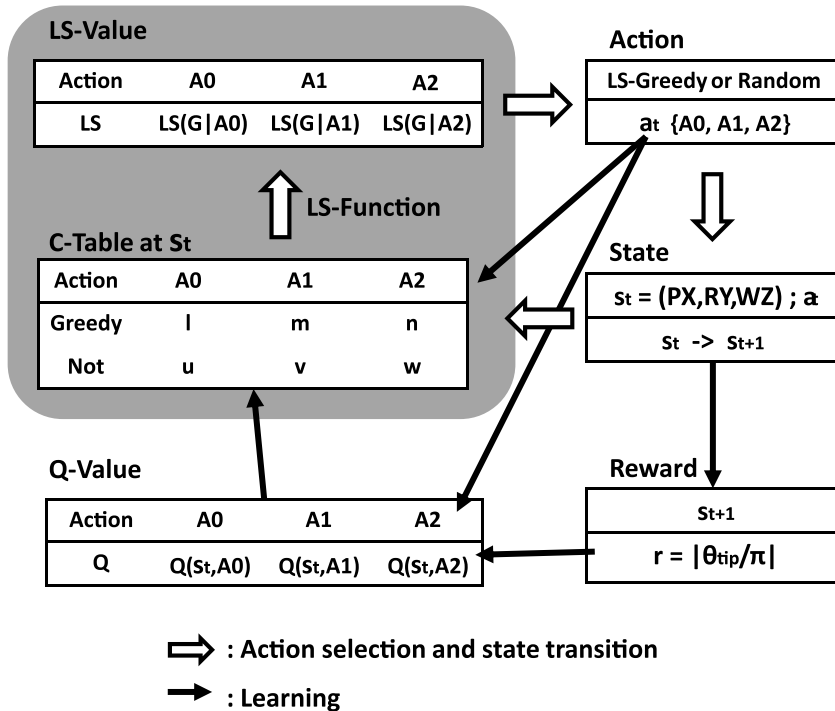 LS-Value
Action A0 A1 A2
LS LS(G|A0) LS(G|A1) LS(G|A2)
LS-Function
C-Table at St
Action A0 A1 A2
Greedy l m n
Not u v w
Q-Value
Action A0 A1 A2
Q Q(St,A0) Q(St,A1) Q(St,A2)
Action
LS-Greedy or Random
at {A0, A1, A2}
State
st = (PX,RY,WZ) ; a
St -> St+1
Reward
St+1
r = |θtip/π|
: Action selection and state transition
: Learning